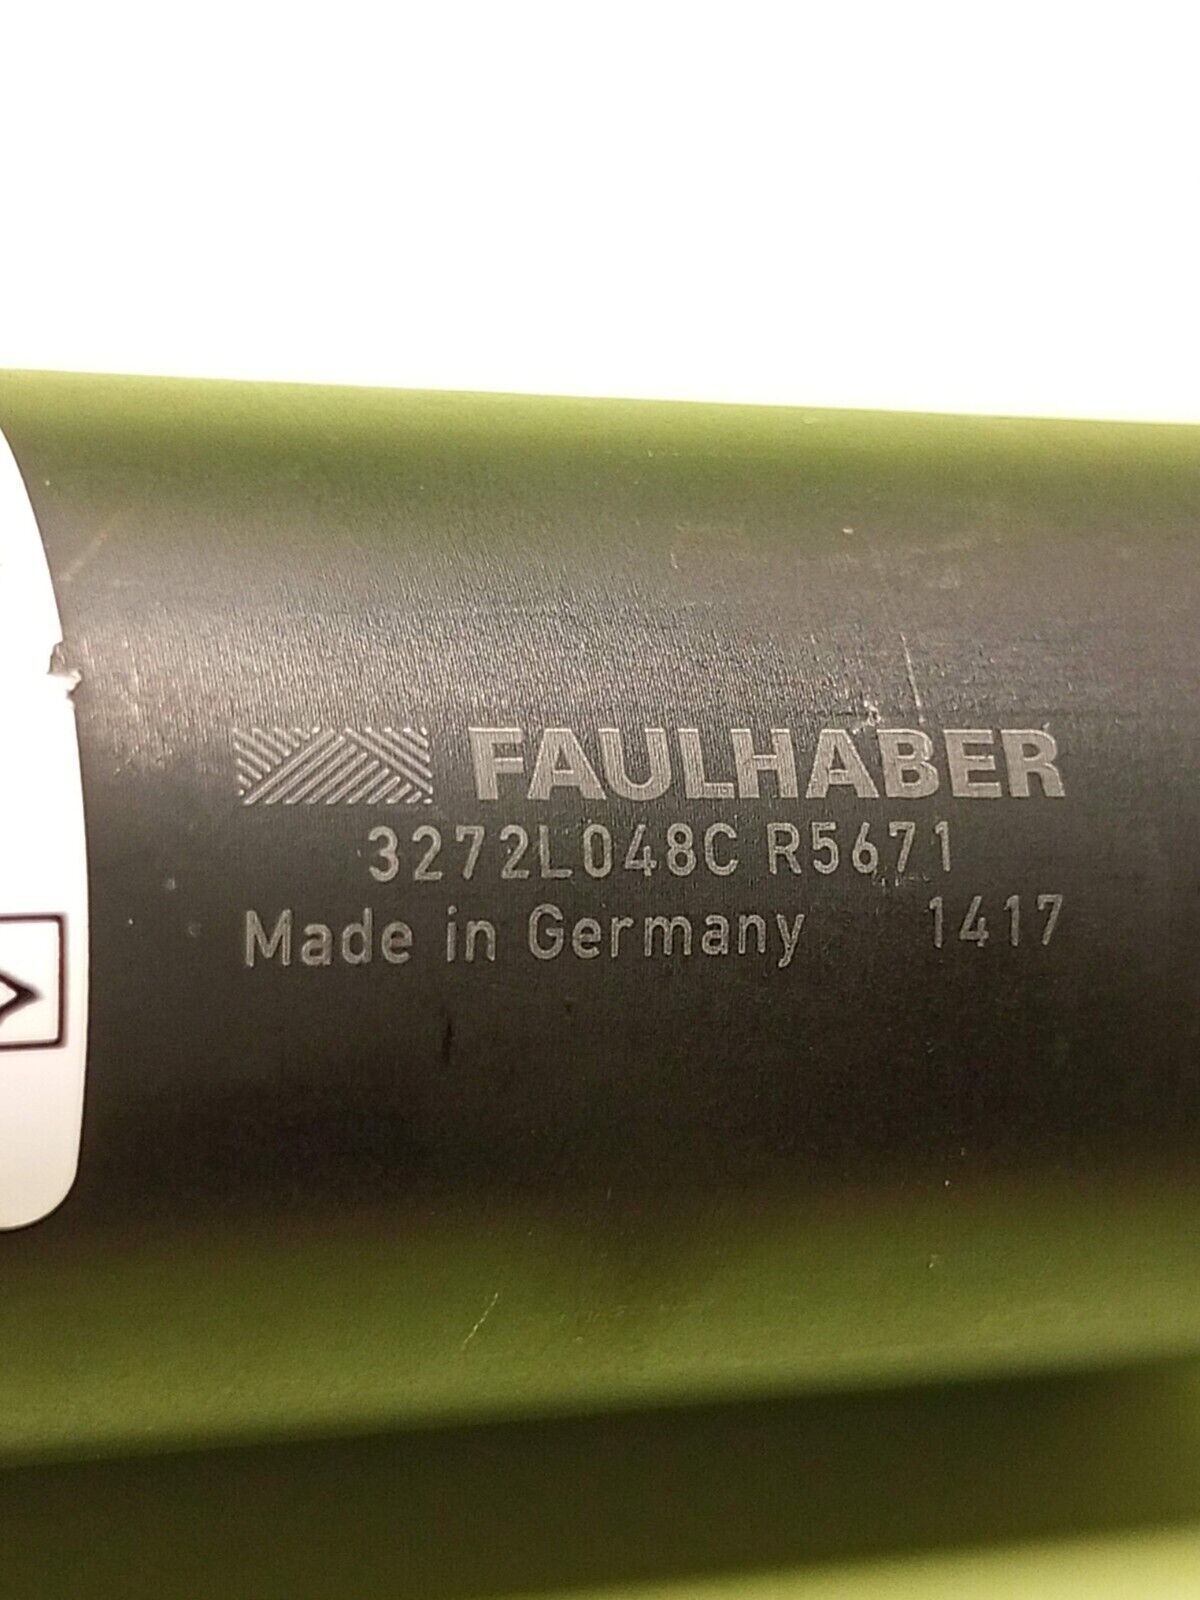 FAULHABER
3272L048C R5671
Made in Germany 1417